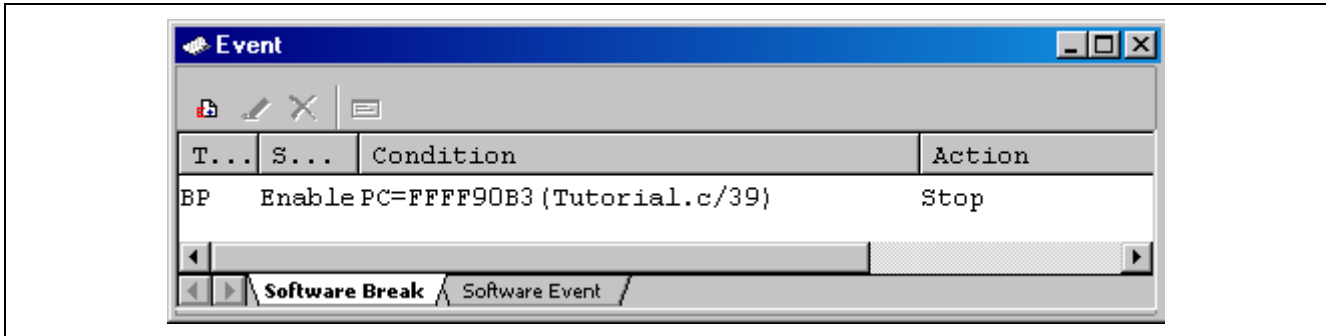 Event
T... S... Condition Action
BP Enable PC=FFFF90B3(Tutorial.c/39) Stop
Software Break Software Event